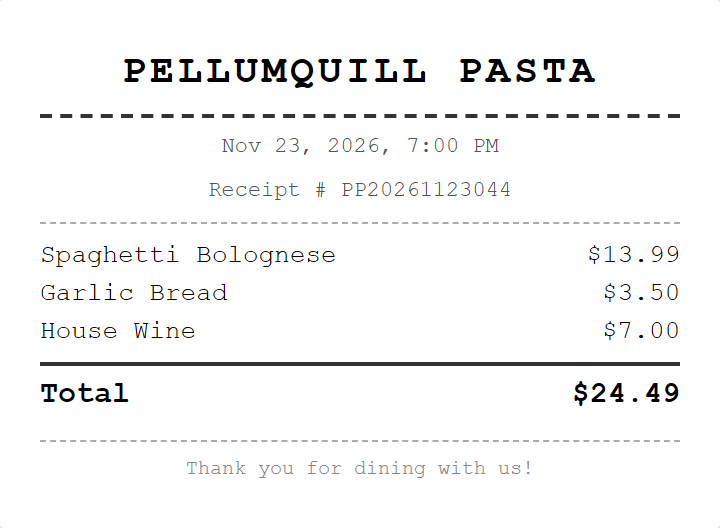 PELLUMQUILL PASTA
Nov 23, 2026, 7:00 PM
Receipt # PP20261123044
Spaghetti Bolognese $13.99
Garlic Bread $3.50
House Wine $7.00
Total $24.49
Thank you for dining with us!